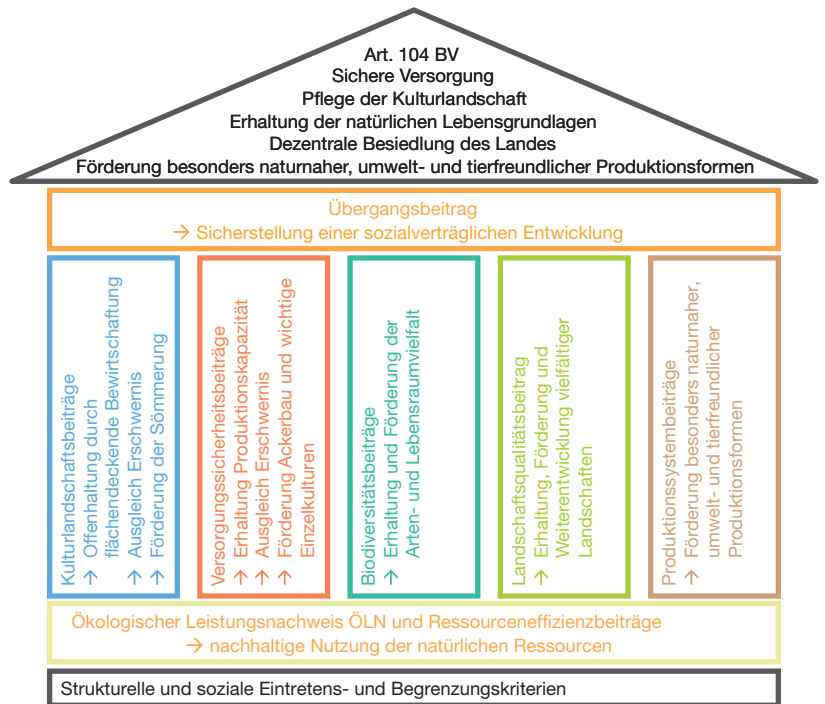 Art. 104 BV
Sichere Versorgung
Pflege der Kulturlandschaft
Erhaltung der natürlichen Lebensgrundlagen
Dezentrale Besiedlung des Landes
Förderung besonders naturnaher, umwelt- und tierfreundlicher Produktionsformen
Übergangsbeitrag
→ Sicherstellung einer sozialverträglichen Entwicklung
Kulturlandschaftsbeiträge
→ Offenhaltung durch
flächendeckende Bewirtschaftung
→ Ausgleich Erschwernis
→ Förderung der Sömmerung
Versorgungssicherheitsbeiträge
→ Erhaltung Produktionskapazität
→ Ausgleich Erschwernis
→ Förderung Ackerbau und wichtige
Einzelkulturen
Biodiversitätsbeiträge
→ Erhaltung und Förderung der
Arten- und Lebensraumvielfalt
Landschaftsqualitätsbeitrag
→ Erhaltung, Förderung und
Weiterentwicklung vielfältiger
Landschaften
Produktionssystembeiträge
→ Förderung besonders naturnaher,
umwelt- und tierfreundlicher
Produktionsformen
Ökologischer Leistungsnachweis ÖLN und Ressourceneffizienzbeiträge
→ nachhaltige Nutzung der natürlichen Ressourcen
Strukturelle und soziale Eintretens- und Begrenzungskriterien